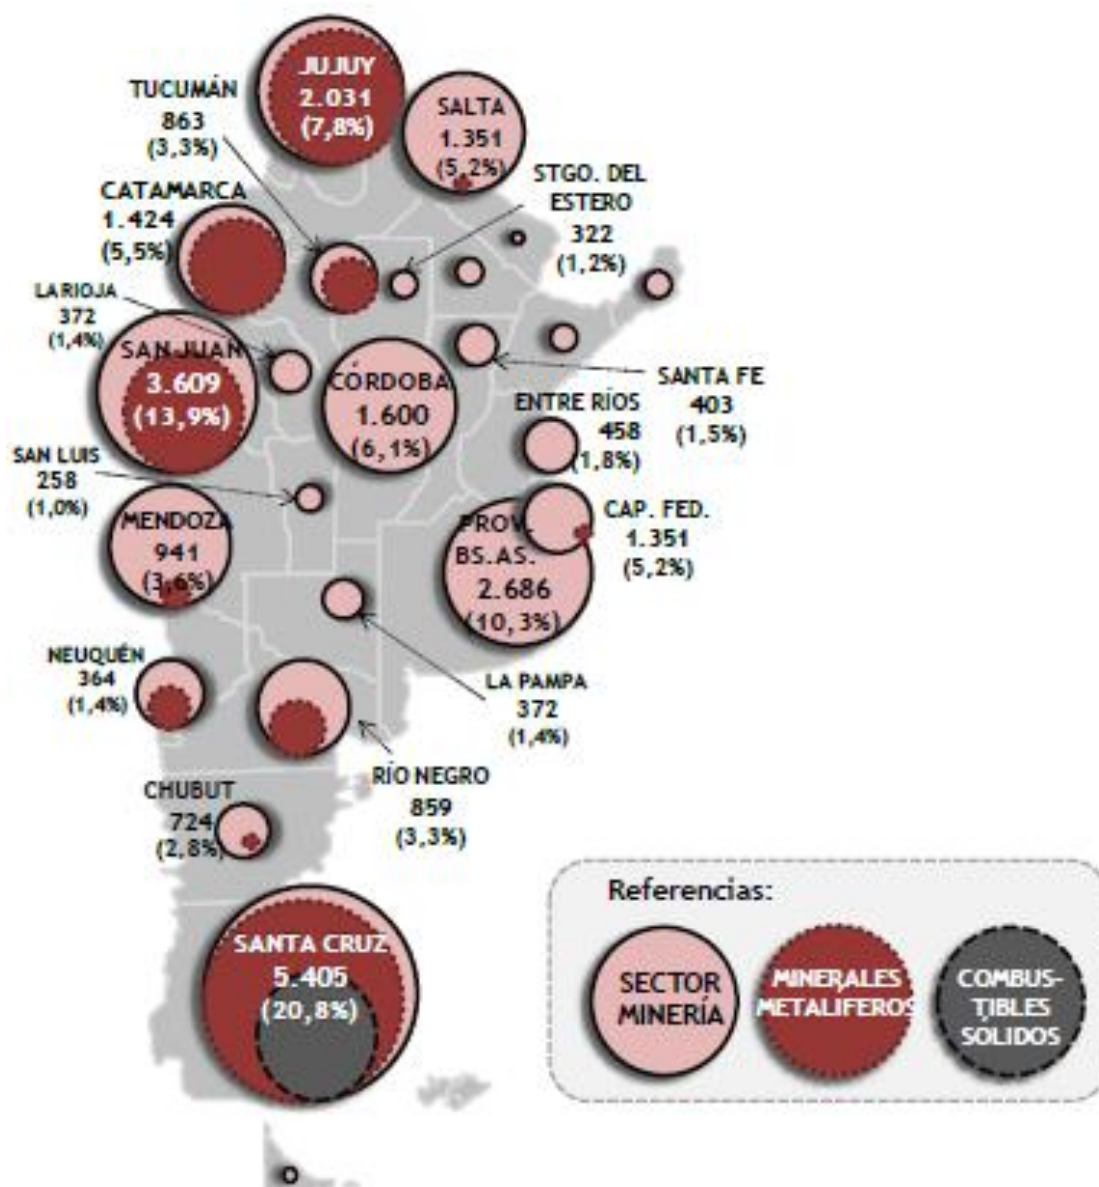 JUJUY
2.031
(7,8%)
TUCUMÁN
863
(3,3%)
SALTA
1.351
(5,2%)
STGO. DEL
ESTERO
322
(1,2%)
CATAMARCA
1.424
(5,5%)
LA RIOJA
372
(1,4%)
SAN JUAN
3.609
(13,9%)
CÓRDOBA
1.600
(6,1%)
SANTA FE
403
(1,5%)
ENTRE RÍOS
458
(1,8%)
SAN LUIS
258
(1,0%)
MENDOZA
941
(3,6%)
PROV.
BS.AS.
2.686
(10,3%)
CAP. FED.
1.351
(5,2%)
NEUQUÉN
364
(1,4%)
LA PAMPA
372
(1,4%)
RÍO NEGRO
859
(3,3%)
CHUBUT
724
(2,8%)
SANTA CRUZ
5.405
(20,8%)
Referencias:
SECTOR
MINERÍA
MINERALES
METALIFEROS
COMBUS-
TIBLES
SÓLIDOS